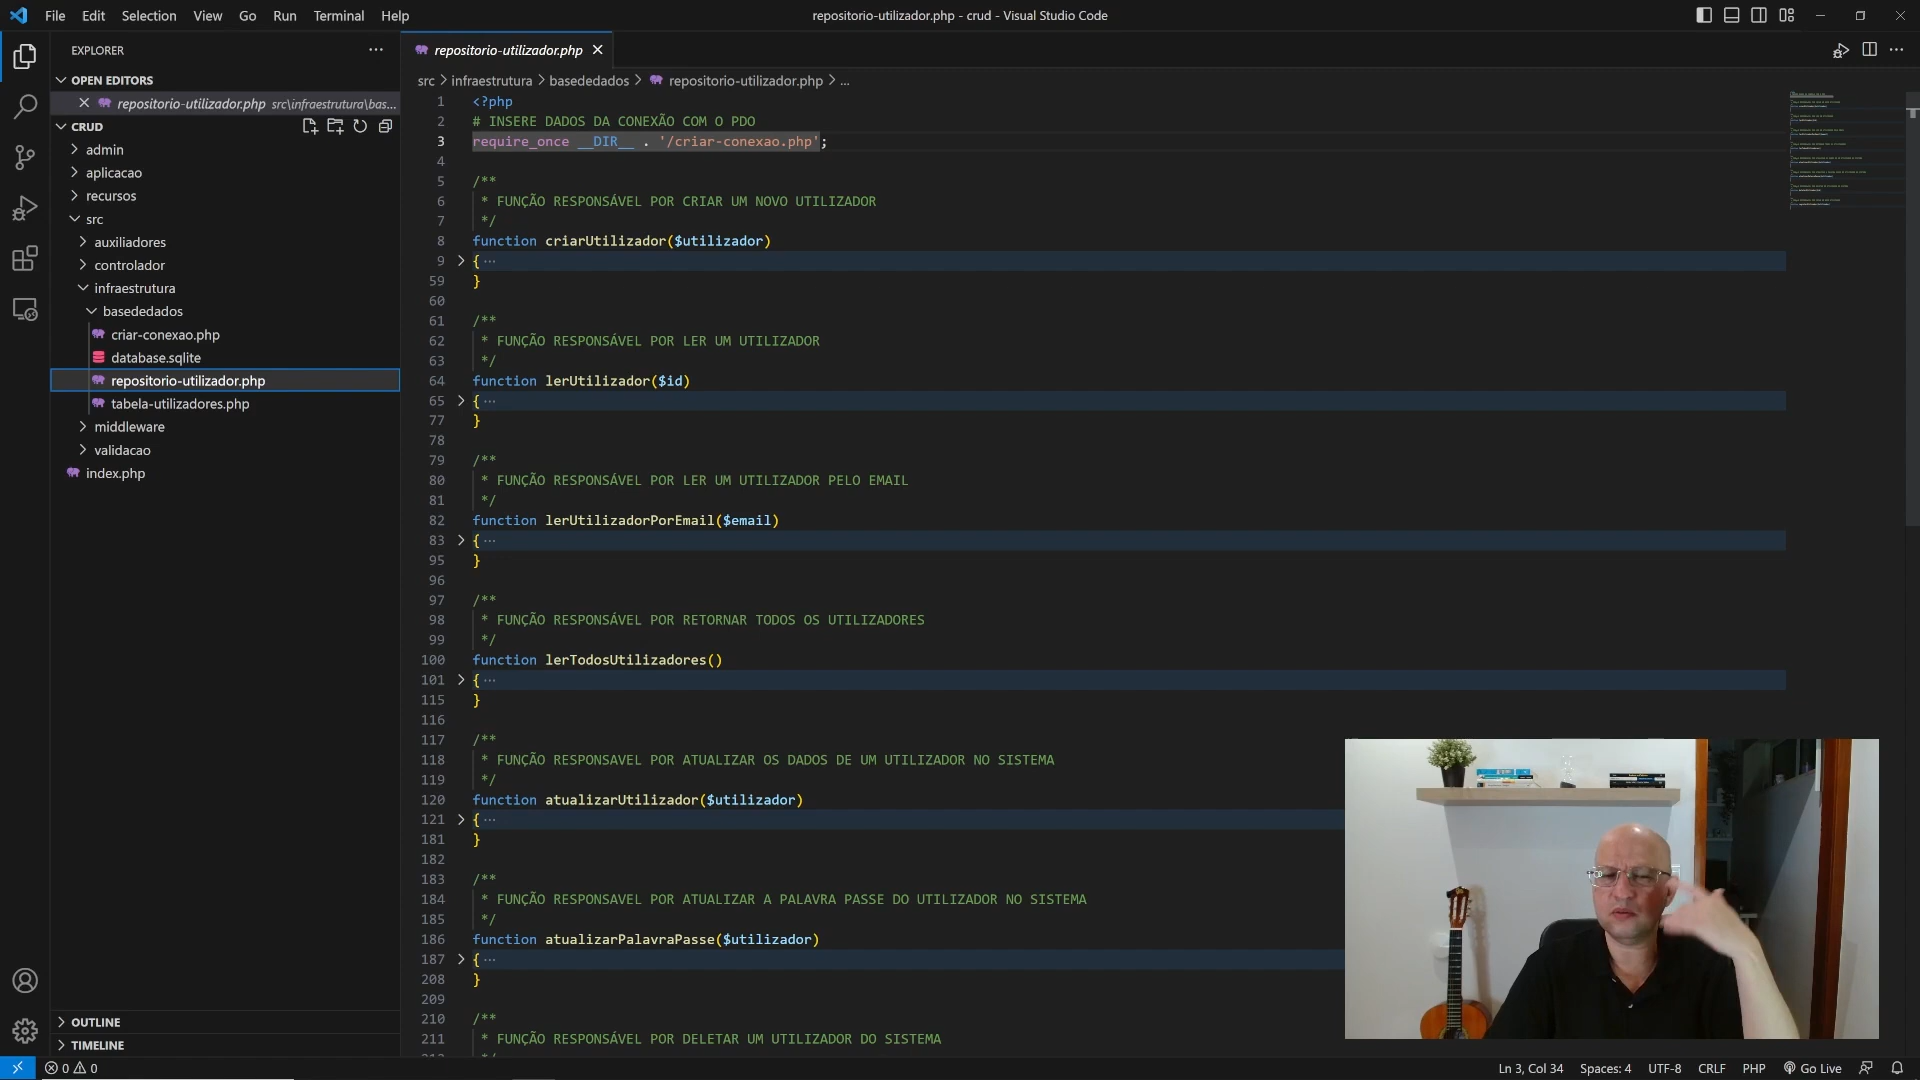 File Edit Selection View Go Run Terminal Help
repositorio-utilizador.php - crud - Visual Studio Code
EXPLORER
OPEN EDITORS
repositorio-utilizador.php src\infraestrutura\bas...
CRUD
admin
aplicacao
recursos
src
auxiliadores
controlador
infraestrutura
basededados
criar-conexao.php
database.sqlite
repositorio-utilizador.php
tabela-utilizadores.php
middleware
validacao
index.php
OUTLINE
TIMELINE
repositorio-utilizador.php
src > infraestrutura > basededados > repositorio-utilizador.php > ...
1 <?php
2 # INSERE DADOS DA CONEXÃO COM O PDO
3 require_once __DIR__ . '/criar-conexao.php';
4
5 /**
6 * FUNÇÃO RESPONSÁVEL POR CRIAR UM NOVO UTILIZADOR
7 */
8 function criarUtilizador($utilizador)
9 { ...
59 }
60
61 /**
62 * FUNÇÃO RESPONSÁVEL POR LER UM UTILIZADOR
63 */
64 function lerUtilizador($id)
65 { ...
77 }
78
79 /**
80 * FUNÇÃO RESPONSÁVEL POR LER UM UTILIZADOR PELO EMAIL
81 */
82 function lerUtilizadorPorEmail($email)
83 { ...
95 }
96
97 /**
98 * FUNÇÃO RESPONSÁVEL POR RETORNAR TODOS OS UTILIZADORES
99 */
100 function lerTodosUtilizadores()
101 { ...
115 }
116
117 /**
118 * FUNÇÃO RESPONSAVEL POR ATUALIZAR OS DADOS DE UM UTILIZADOR NO SISTEMA
119 */
120 function atualizarUtilizador($utilizador)
121 { ...
181 }
182
183 /**
184 * FUNÇÃO RESPONSAVEL POR ATUALIZAR A PALAVRA PASSE DO UTILIZADOR NO SISTEMA
185 */
186 function atualizarPalavraPasse($utilizador)
187 { ...
208 }
209
210 /**
211 * FUNÇÃO RESPONSÁVEL POR DELETAR UM UTILIZADOR DO SISTEMA
0 0
Ln 3, Col 34 Spaces: 4 UTF-8 CRLF PHP Go Live